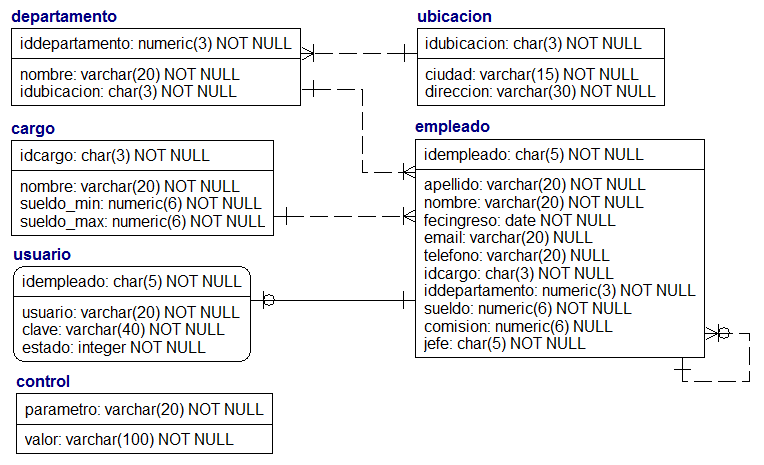 departamento
iddepartamento: numeric(3) NOT NULL
nombre: varchar(20) NOT NULL
idubicacion: char(3) NOT NULL
ubicacion
idubicacion: char(3) NOT NULL
ciudad: varchar(15) NOT NULL
direccion: varchar(30) NOT NULL
cargo
idcargo: char(3) NOT NULL
nombre: varchar(20) NOT NULL
sueldo_min: numeric(6) NOT NULL
sueldo_max: numeric(6) NOT NULL
empleado
idempleado: char(5) NOT NULL
apellido: varchar(20) NOT NULL
nombre: varchar(20) NOT NULL
fecingreso: date NOT NULL
email: varchar(20) NULL
telefono: varchar(20) NULL
idcargo: char(3) NOT NULL
iddepartamento: numeric(3) NOT NULL
sueldo: numeric(6) NOT NULL
comision: numeric(6) NULL
jefe: char(5) NOT NULL
usuario
idempleado: char(5) NOT NULL
usuario: varchar(20) NOT NULL
clave: varchar(40) NOT NULL
estado: integer NOT NULL
control
parametro: varchar(20) NOT NULL
valor: varchar(100) NOT NULL